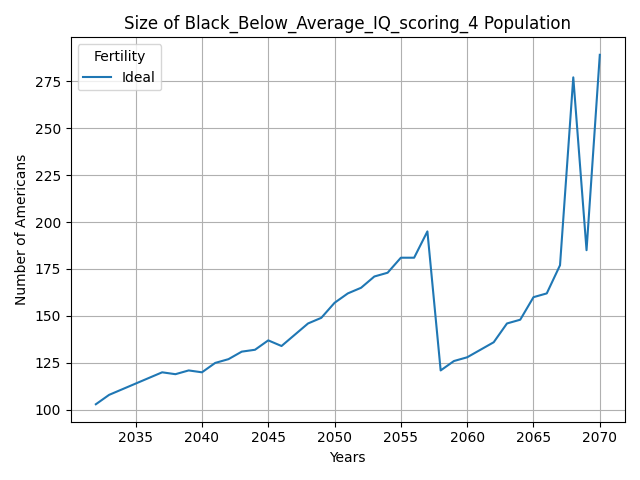 Size of Black_Below_Average_IQ_scoring_4 Population
Fertility
Ideal
Number of Americans
275
250
225
200
175
150
125
100
2035 2040 2045 2050 2055 2060 2065 2070
Years